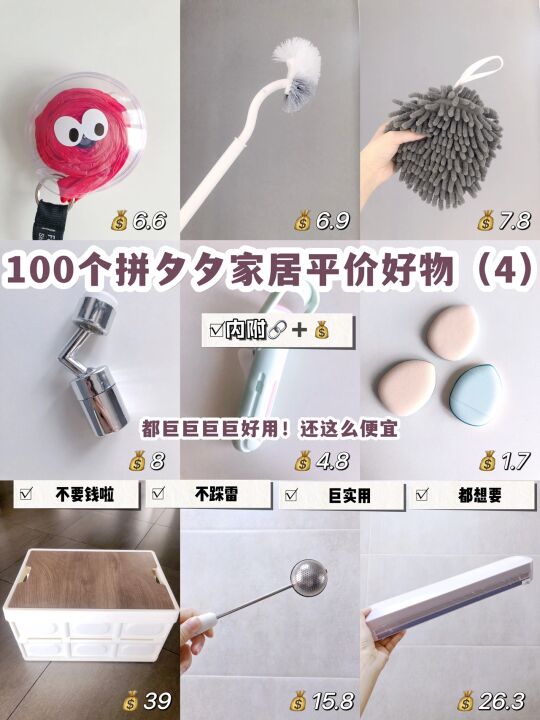 6.6
6.9
7.8
100个拼夕夕家居平价好物（4）
内附
+
都巨巨巨巨好用！还这么便宜
8
4.8
1.7
不要钱啦
不踩雷
巨实用
都想要
39
15.8
26.3